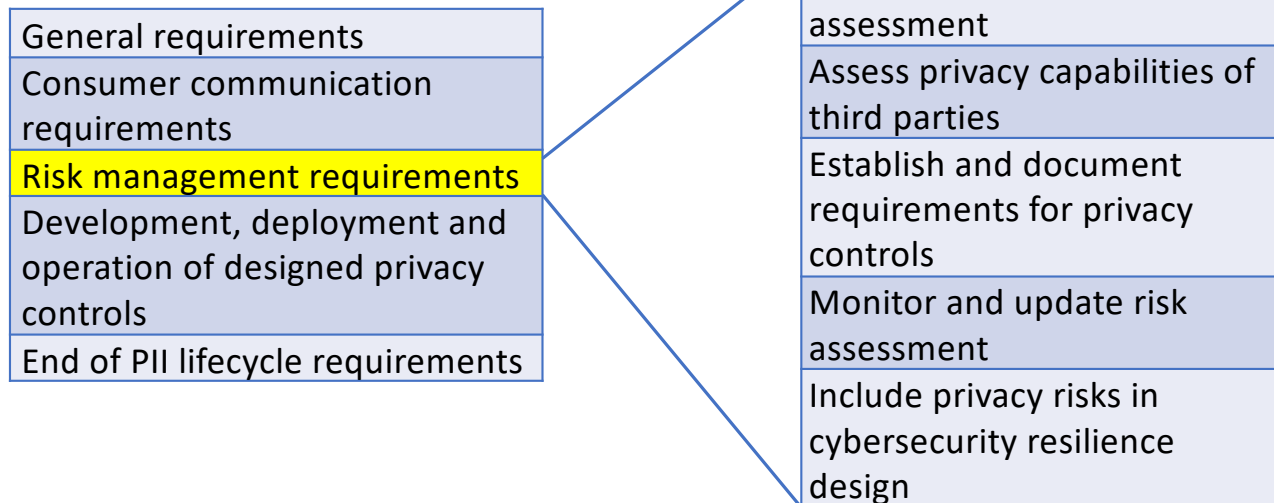 General requirements
Consumer communication
requirements
Risk management requirements
Development, deployment and
operation of designed privacy
controls
End of PII lifecycle requirements
assessment
Assess privacy capabilities of
third parties
Establish and document
requirements for privacy
controls
Monitor and update risk
assessment
Include privacy risks in
cybersecurity resilience
design